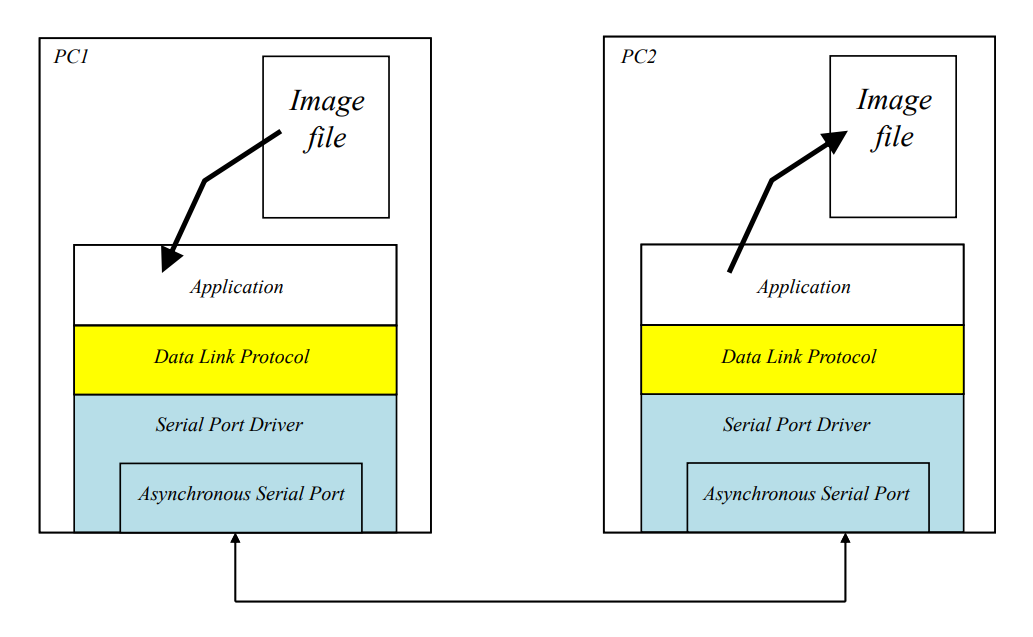 PC1
Image
file
Application
Data Link Protocol
Serial Port Driver
Asynchronous Serial Port
PC2
Image
file
Application
Data Link Protocol
Serial Port Driver
Asynchronous Serial Port